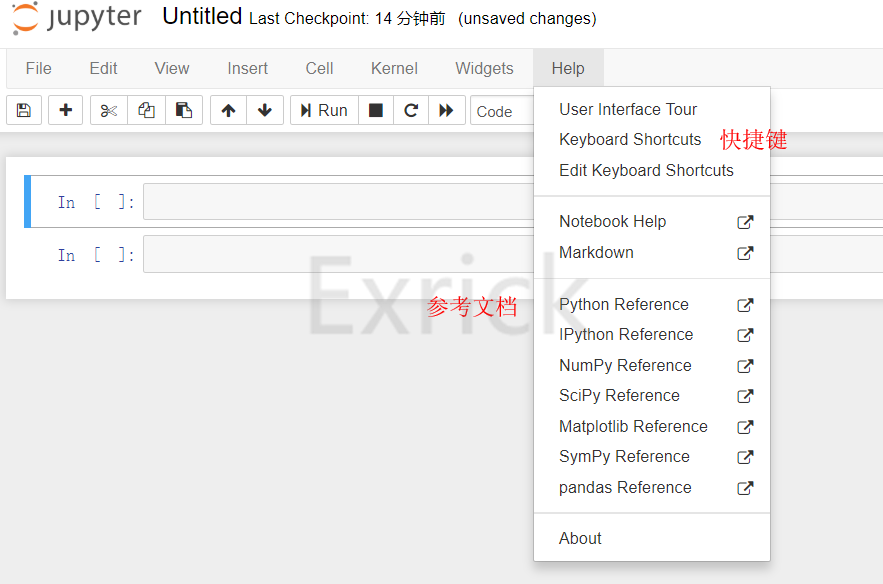 jupyter Untitled Last Checkpoint: 14 分钟前 (unsaved changes)
File Edit View Insert Cell Kernel Widgets Help
Run Code
User Interface Tour
Keyboard Shortcuts 快捷键
Edit Keyboard Shortcuts
In [ ]:
Notebook Help
In [ ]:
Markdown
Exrick
参考文档
Python Reference
IPython Reference
NumPy Reference
SciPy Reference
Matplotlib Reference
SymPy Reference
pandas Reference
About